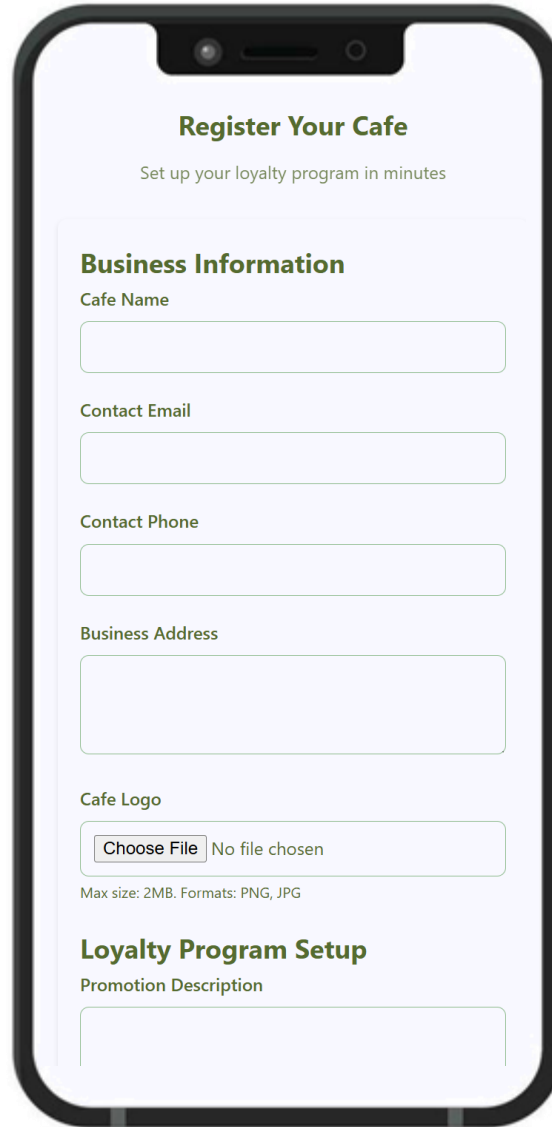 Register Your Cafe
Set up your loyalty program in minutes
Business Information
Cafe Name
Contact Email
Contact Phone
Business Address
Cafe Logo
Choose File No file chosen
Max size: 2MB. Formats: PNG, JPG
Loyalty Program Setup
Promotion Description